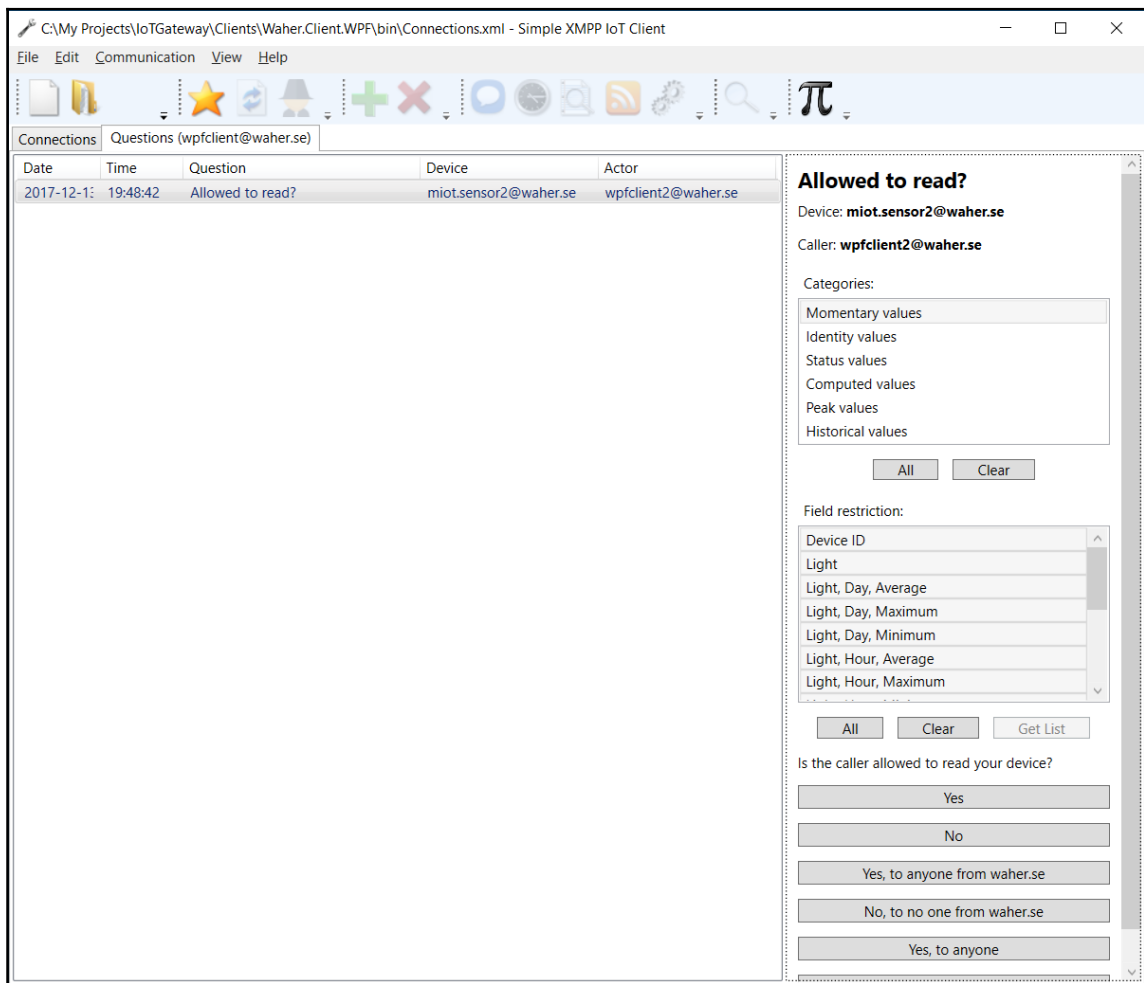 C:\My Projects\IoTGateway\Clients\Waher.Client.WPF\bin\Connections.xml - Simple XMPP IoT Client
File Edit Communication View Help
π
Connections Questions (wpfclient@waher.se)
Date Time Question Device Actor
2017-12-13 19:48:42 Allowed to read? miot.sensor2@waher.se wpfclient2@waher.se
Allowed to read?
Device: miot.sensor2@waher.se
Caller: wpfclient2@waher.se
Categories:
Momentary values
Identity values
Status values
Computed values
Peak values
Historical values
All Clear
Field restriction:
Device ID
Light
Light, Day, Average
Light, Day, Maximum
Light, Day, Minimum
Light, Hour, Average
Light, Hour, Maximum
All Clear Get List
Is the caller allowed to read your device?
Yes
No
Yes, to anyone from waher.se
No, to no one from waher.se
Yes, to anyone